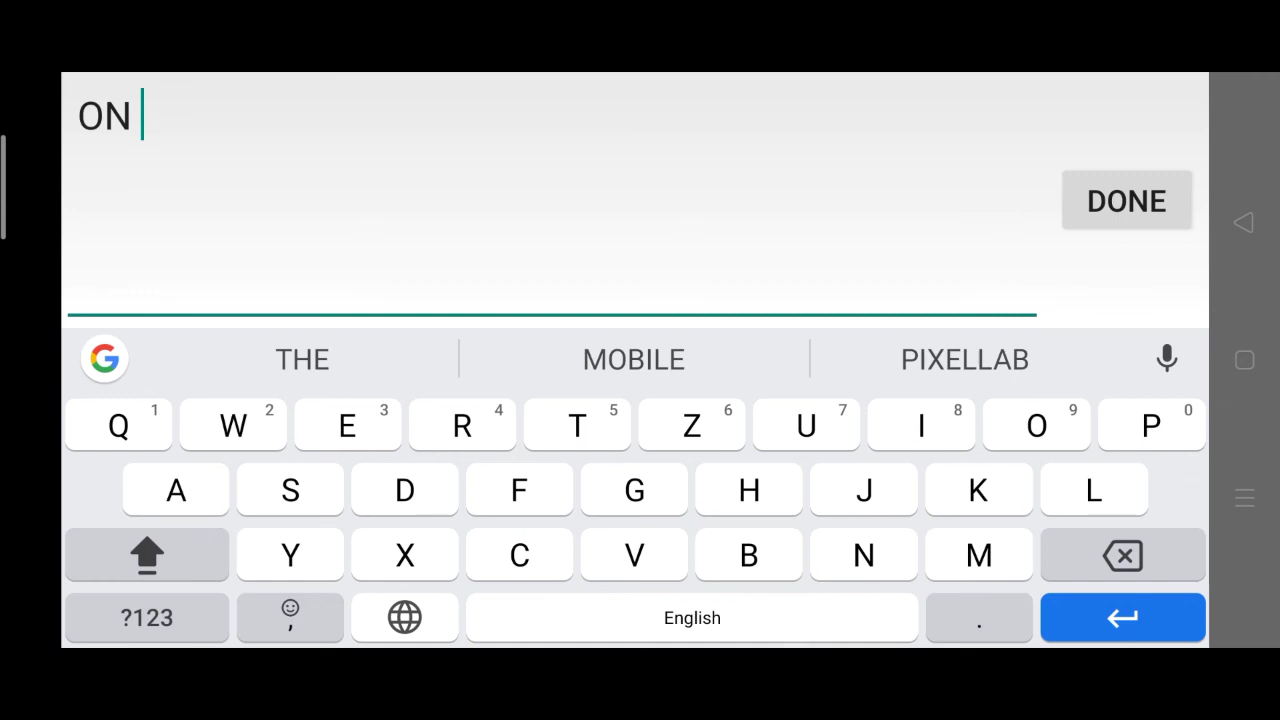 ON
DONE
THE MOBILE PIXELLAB
Q 1 W 2 E 3 R 4 T 5 Z 6 U 7 I 8 O 9 P 0
A S D F G H J K L
Y X C V B N M
?123 , English .